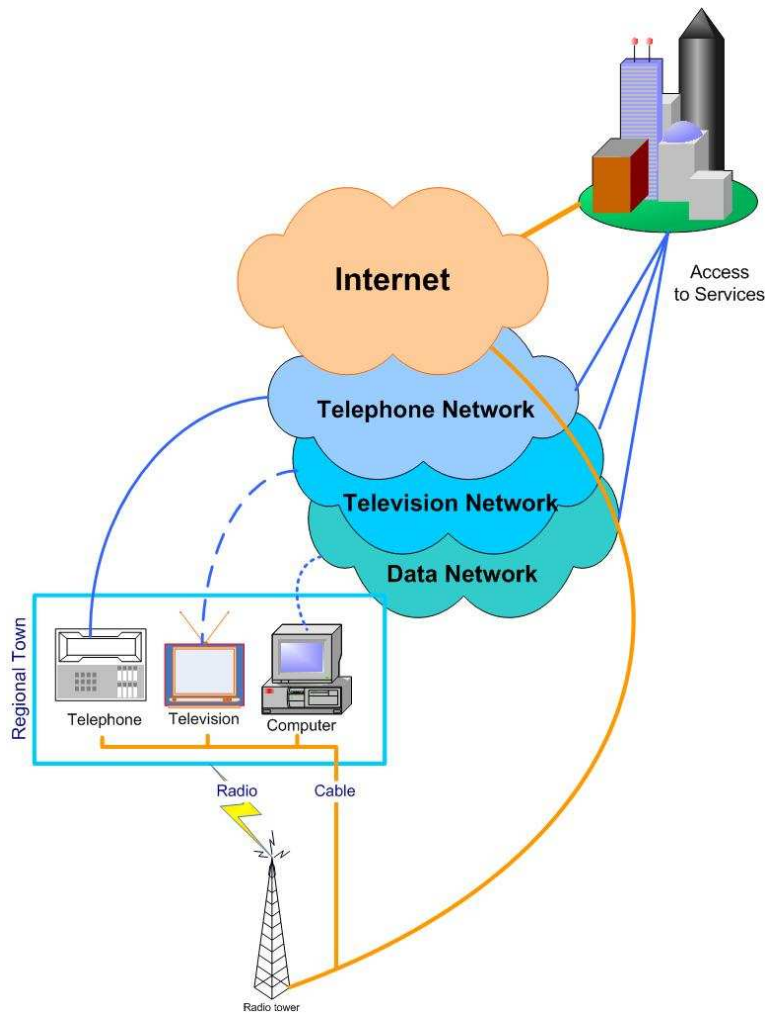 Internet
Access
to Services
Telephone Network
Television Network
Data Network
Regional Town
Telephone
Television
Computer
Radio
Cable
Radio tower